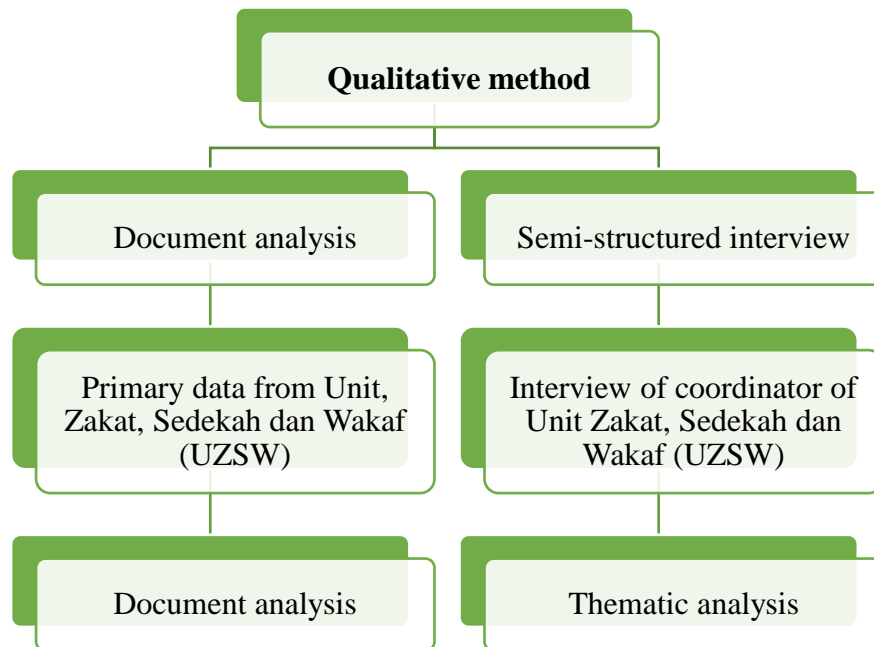 Qualitative method
Document analysis
Semi-structured interview
Primary data from Unit,
Zakat, Sedekah dan Wakaf
(UZSW)
Interview of coordinator of
Unit Zakat, Sedekah dan
Wakaf (UZSW)
Document analysis
Thematic analysis